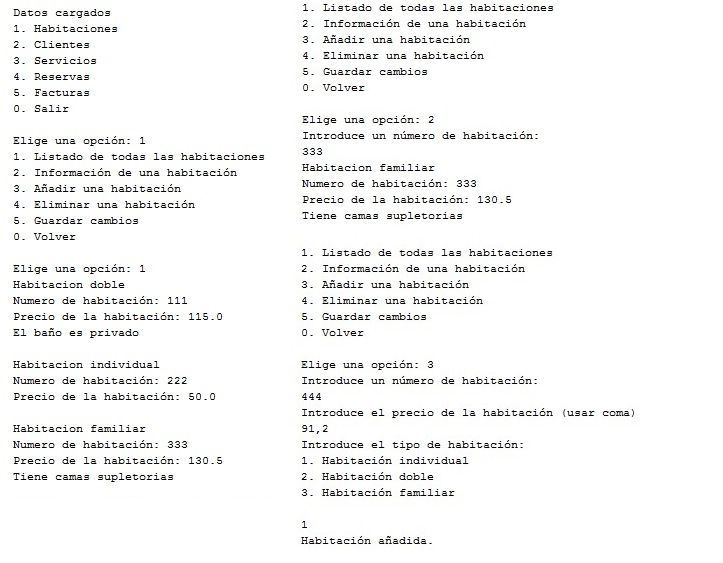 Datos cargados
1. Habitaciones
2. Clientes
3. Servicios
4. Reservas
5. Facturas
0. Salir
Elige una opción: 1
1. Listado de todas las habitaciones
2. Información de una habitación
3. Añadir una habitación
4. Eliminar una habitación
5. Guardar cambios
0. Volver
Elige una opción: 1
Habitacion doble
Numero de habitación: 111
Precio de la habitación: 115.0
El baño es privado
Habitacion individual
Numero de habitación: 222
Precio de la habitación: 50.0
Habitacion familiar
Numero de habitación: 333
Precio de la habitación: 130.5
Tiene camas supletorias
1. Listado de todas las habitaciones
2. Información de una habitación
3. Añadir una habitación
4. Eliminar una habitación
5. Guardar cambios
0. Volver
Elige una opción: 2
Introduce un número de habitación:
333
Habitacion familiar
Numero de habitación: 333
Precio de la habitación: 130.5
Tiene camas supletorias
1. Listado de todas las habitaciones
2. Información de una habitación
3. Añadir una habitación
4. Eliminar una habitación
5. Guardar cambios
0. Volver
Elige una opción: 3
Introduce un número de habitación:
444
Introduce el precio de la habitación (usar coma)
91,2
Introduce el tipo de habitación:
1. Habitación individual
2. Habitación doble
3. Habitación familiar
1
Habitación añadida.